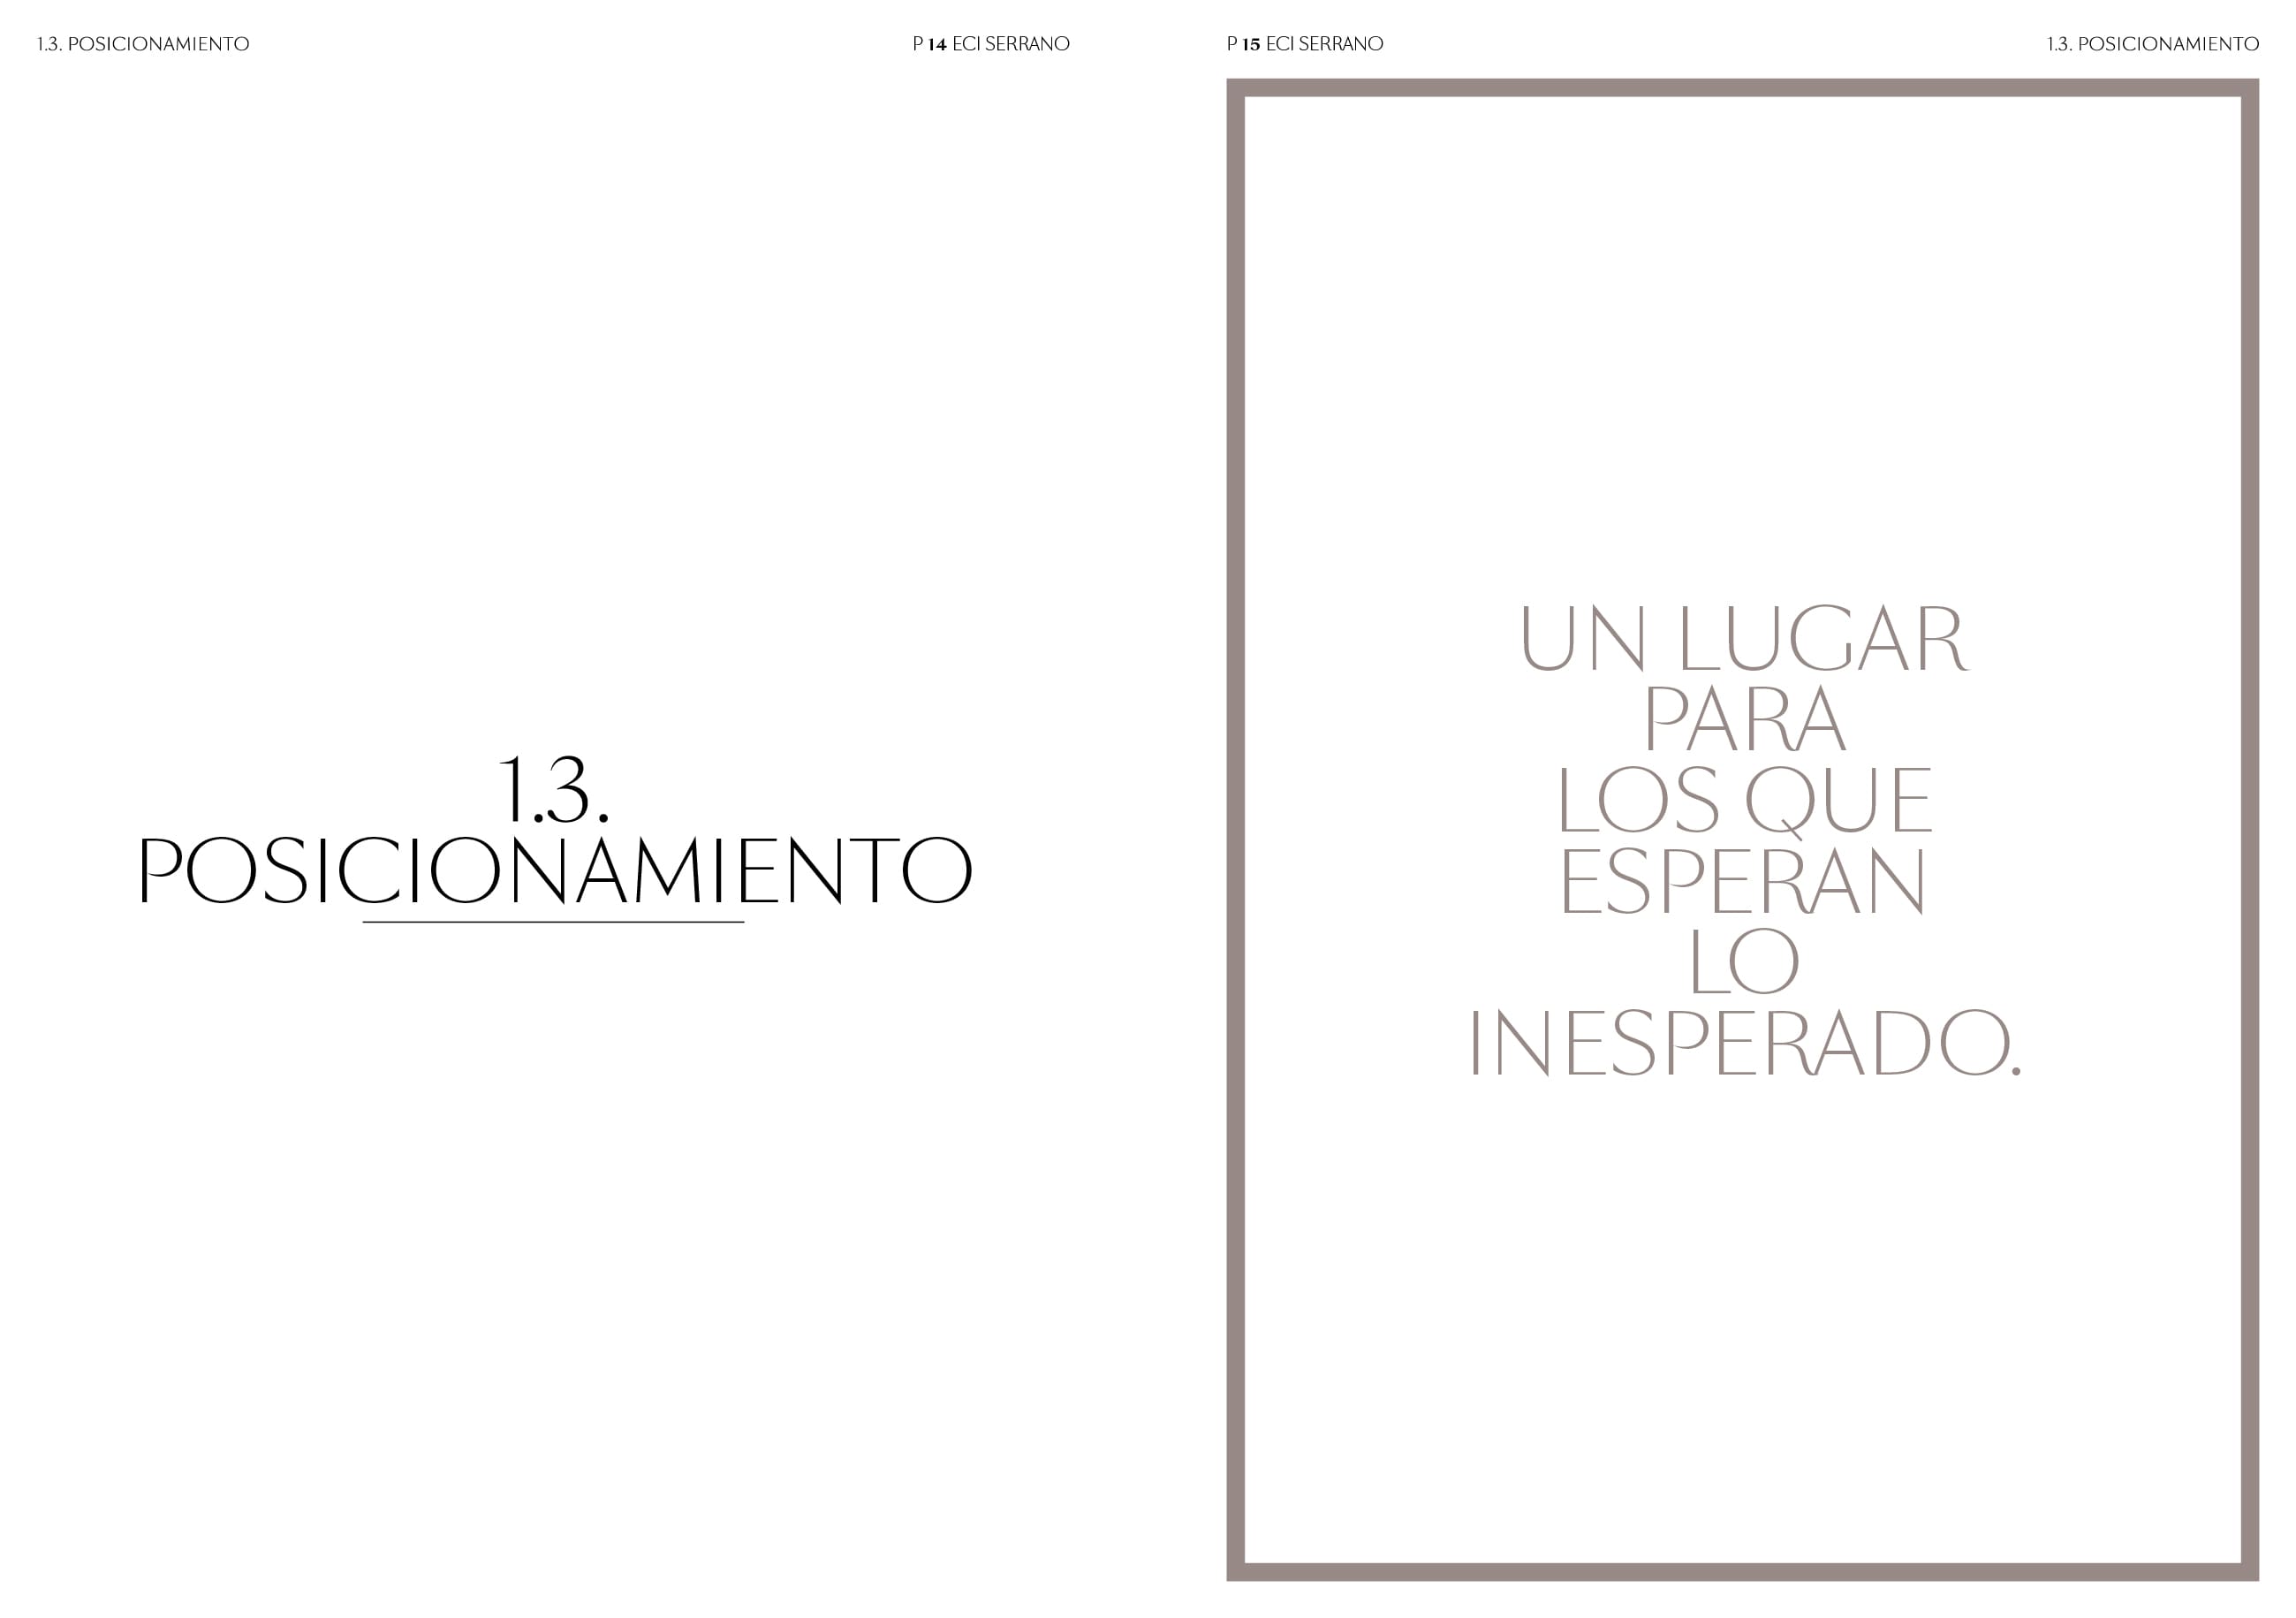 1.3. POSICIONAMIENTO
P 14 ECI SERRANO
1.3.
POSICIONAMIENTO
P 15 ECI SERRANO
1.3. POSICIONAMIENTO
UN LUGAR
PARA
LOS QUE
ESPERAN
LO
INESPERADO.